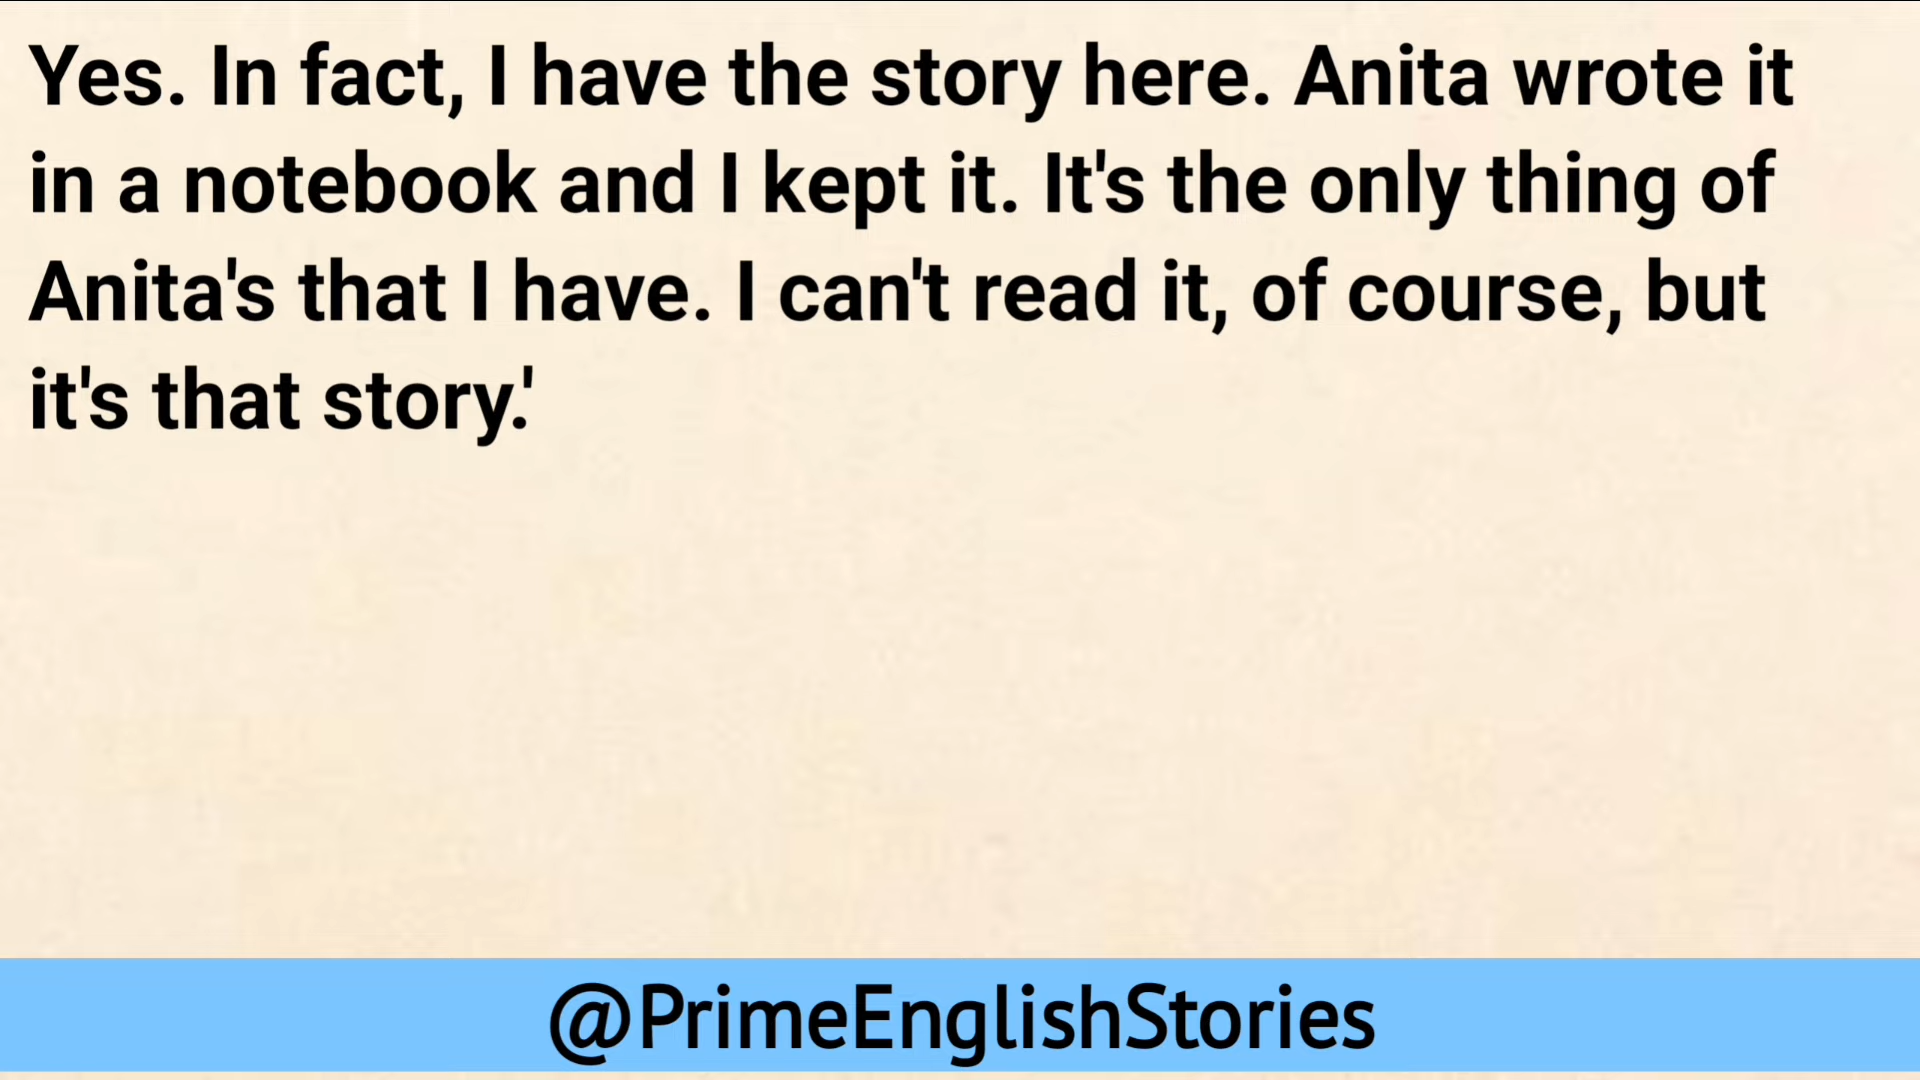 Yes. In fact, I have the story here. Anita wrote it
in a notebook and I kept it. It's the only thing of
Anita's that I have. I can't read it, of course, but
it's that story.'
@PrimeEnglishStories